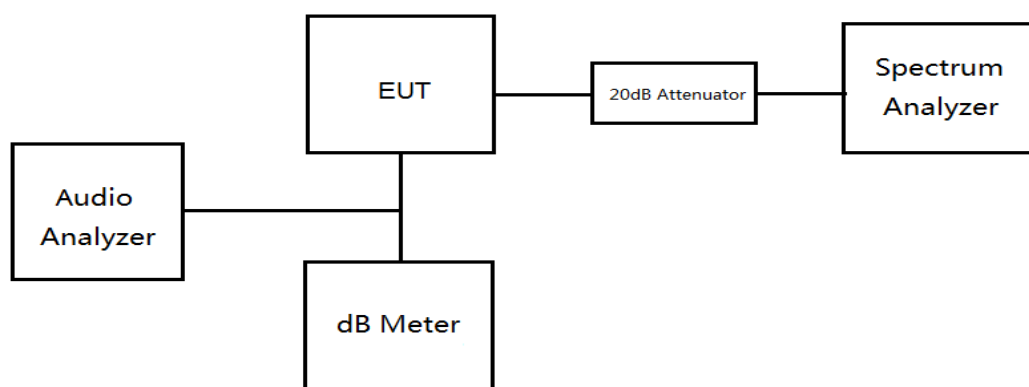 EUT
20dB Attenuator
Spectrum
Analyzer
Audio
Analyzer
dB Meter